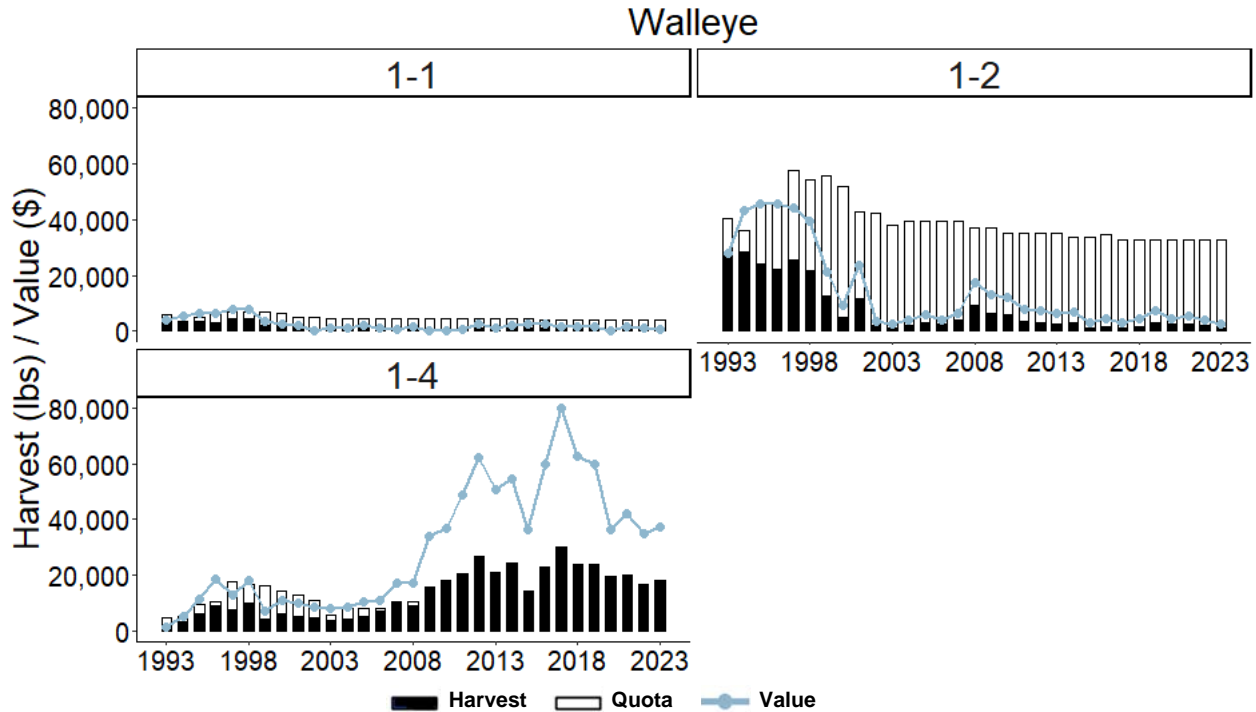 Walleye
1-1
1-2
80,000
60,000
40,000
20,000
0
Harvest (lbs) / Value ($)
1993 1998 2003 2008 2013 2018 2023
1-4
80,000
60,000
40,000
20,000
0
1993 1998 2003 2008 2013 2018 2023
Harvest Quota Value